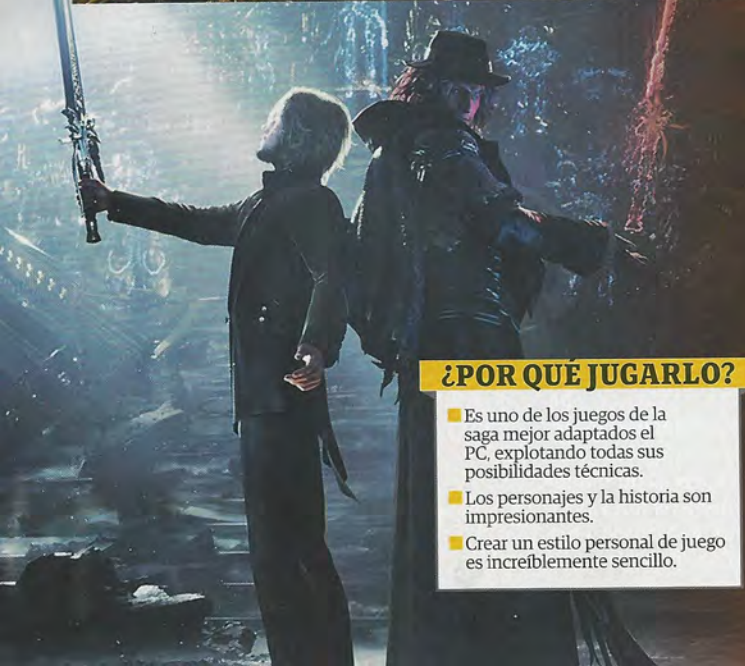 ¿POR QUÉ JUGARLO?
Es uno de los juegos de la
saga mejor adaptados el
PC, explotando todas sus
posibilidades técnicas.
Los personajes y la historia son
impresionantes.
Crear un estilo personal de juego
es increíblemente sencillo.